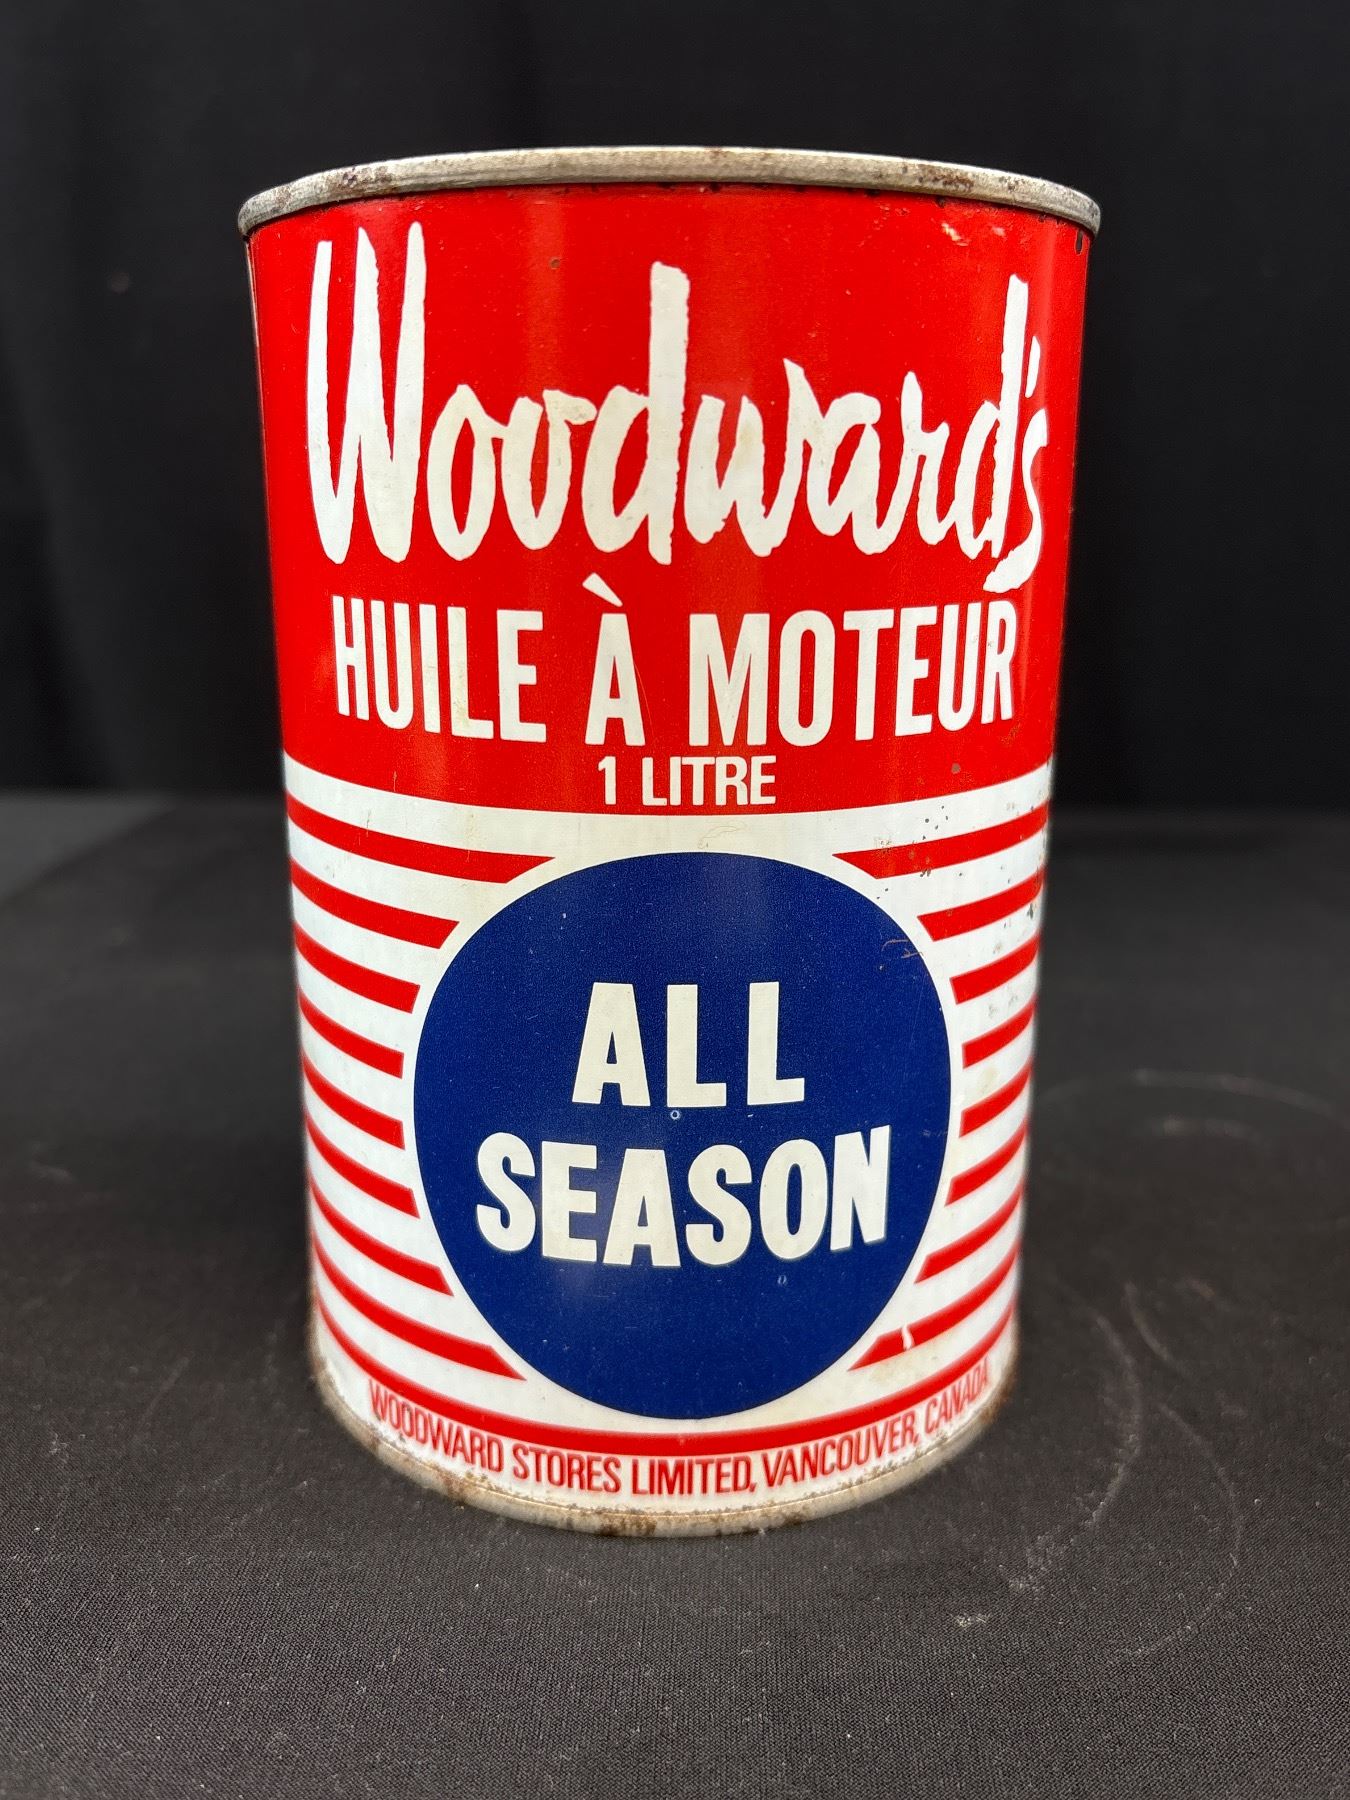 Woodward's
HUILE À MOTEUR
1 LITRE
ALL
SEASON
WOODWARD STORES LIMITED, VANCOUVER, CANADA